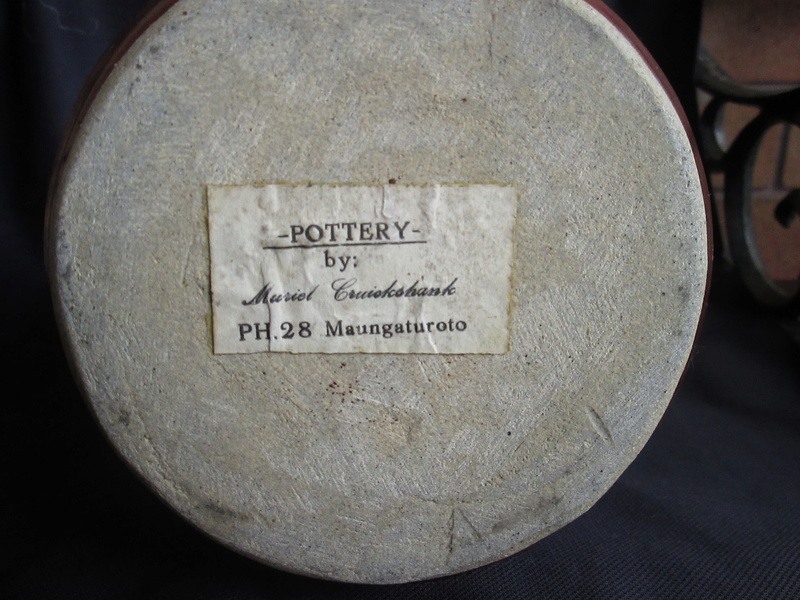 -POTTERY-
by:
Muriel Cruickshank
PH.28 Maungaturoto